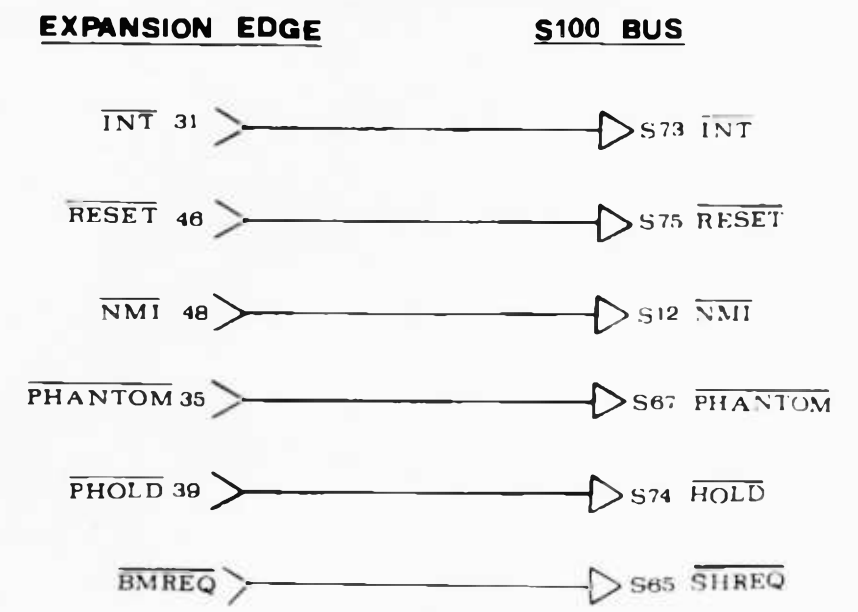 EXPANSION EDGE S100 BUS
INT 31 S73 INT
RESET 46 S75 RESET
NMI 48 S12 NMI
PHANTOM 35 S67 PHANTOM
PHOLD 39 S74 HOLD
BMREQ S65 SHREQ